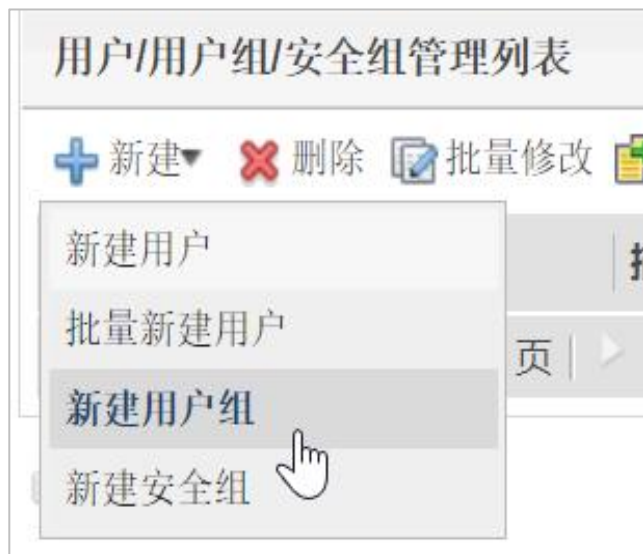 用户/用户组/安全组管理列表
新建 删除 批量修改
新建用户
批量新建用户
页
新建用户组
新建安全组